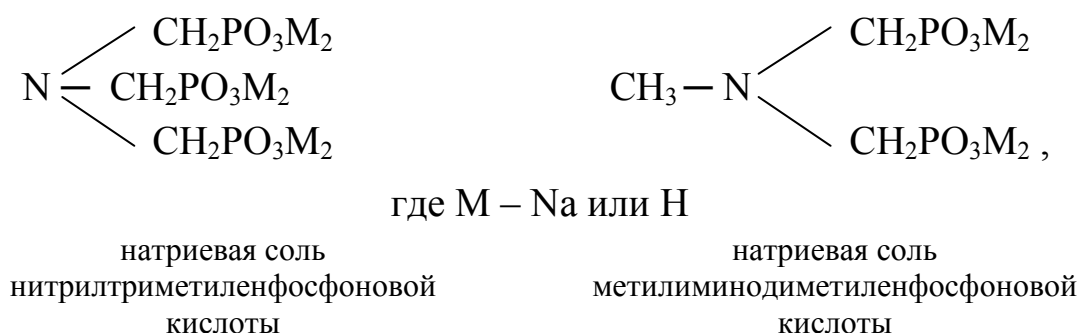 CH₂PO₃M₂ CH₂PO₃M₂
N — CH₂PO₃M₂ CH₃ — N
CH₂PO₃M₂ CH₂PO₃M₂ ,
где M – Na или H
натриевая соль натриевая соль
нитрилтриметиленфосфоновой метилиминодиметиленфосфоновой
кислоты кислоты